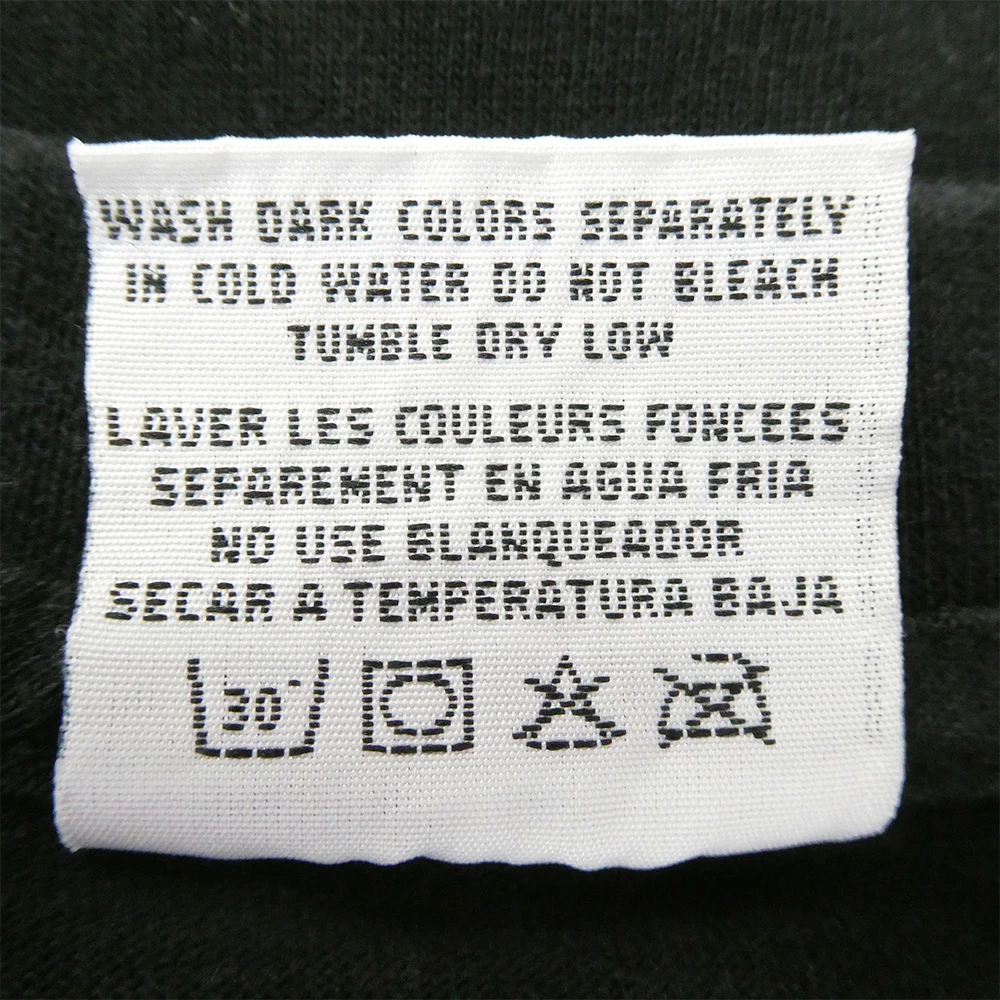 WASH DARK COLORS SEPARATELY
IN COLD WATER DO NOT BLEACH
TUMBLE DRY LOW
LAVER LES COULEURS FONCEES
SEPAREMENT EN AGUA FRIA
NO USE BLANQUEADOR
SECAR A TEMPERATURA BAJA
30°